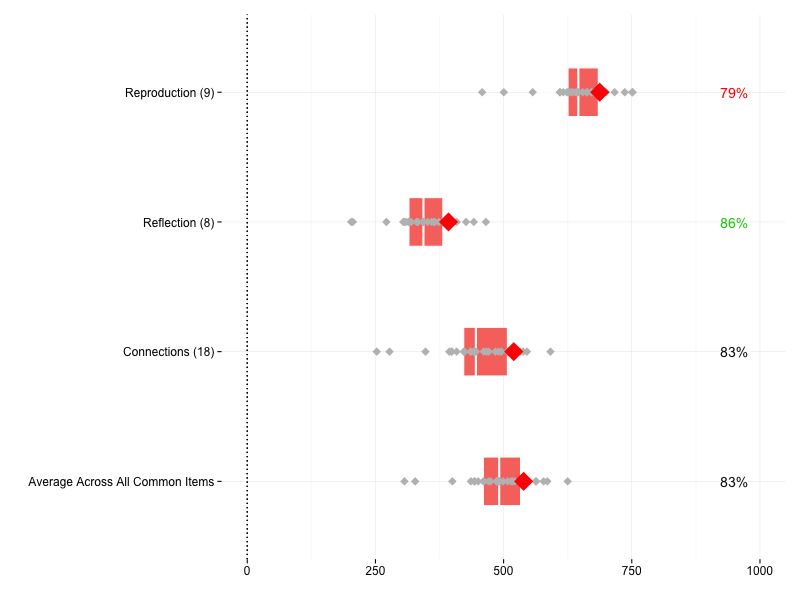 Reproduction (9) 79%
Reflection (8) 86%
Connections (18) 83%
Average Across All Common Items 83%
0 250 500 750 1000